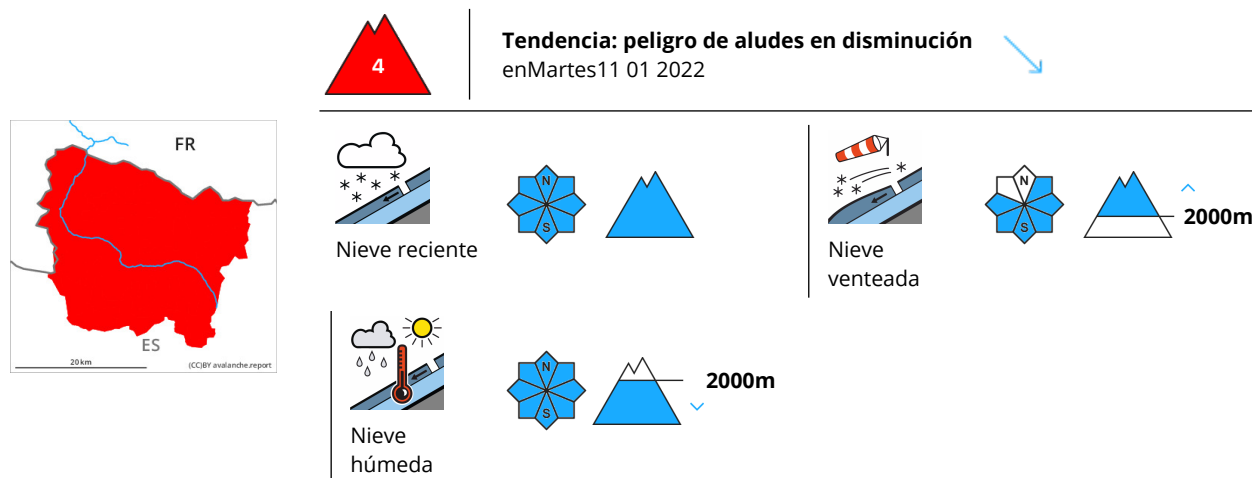 4
Tendencia: peligro de aludes en disminución
enMartes11 01 2022
FR
ES
20 km
(CC)BY avalanche.report
N
S
Nieve reciente
N
S
2000m
Nieve
venteada
N
S
2000m
Nieve
húmeda